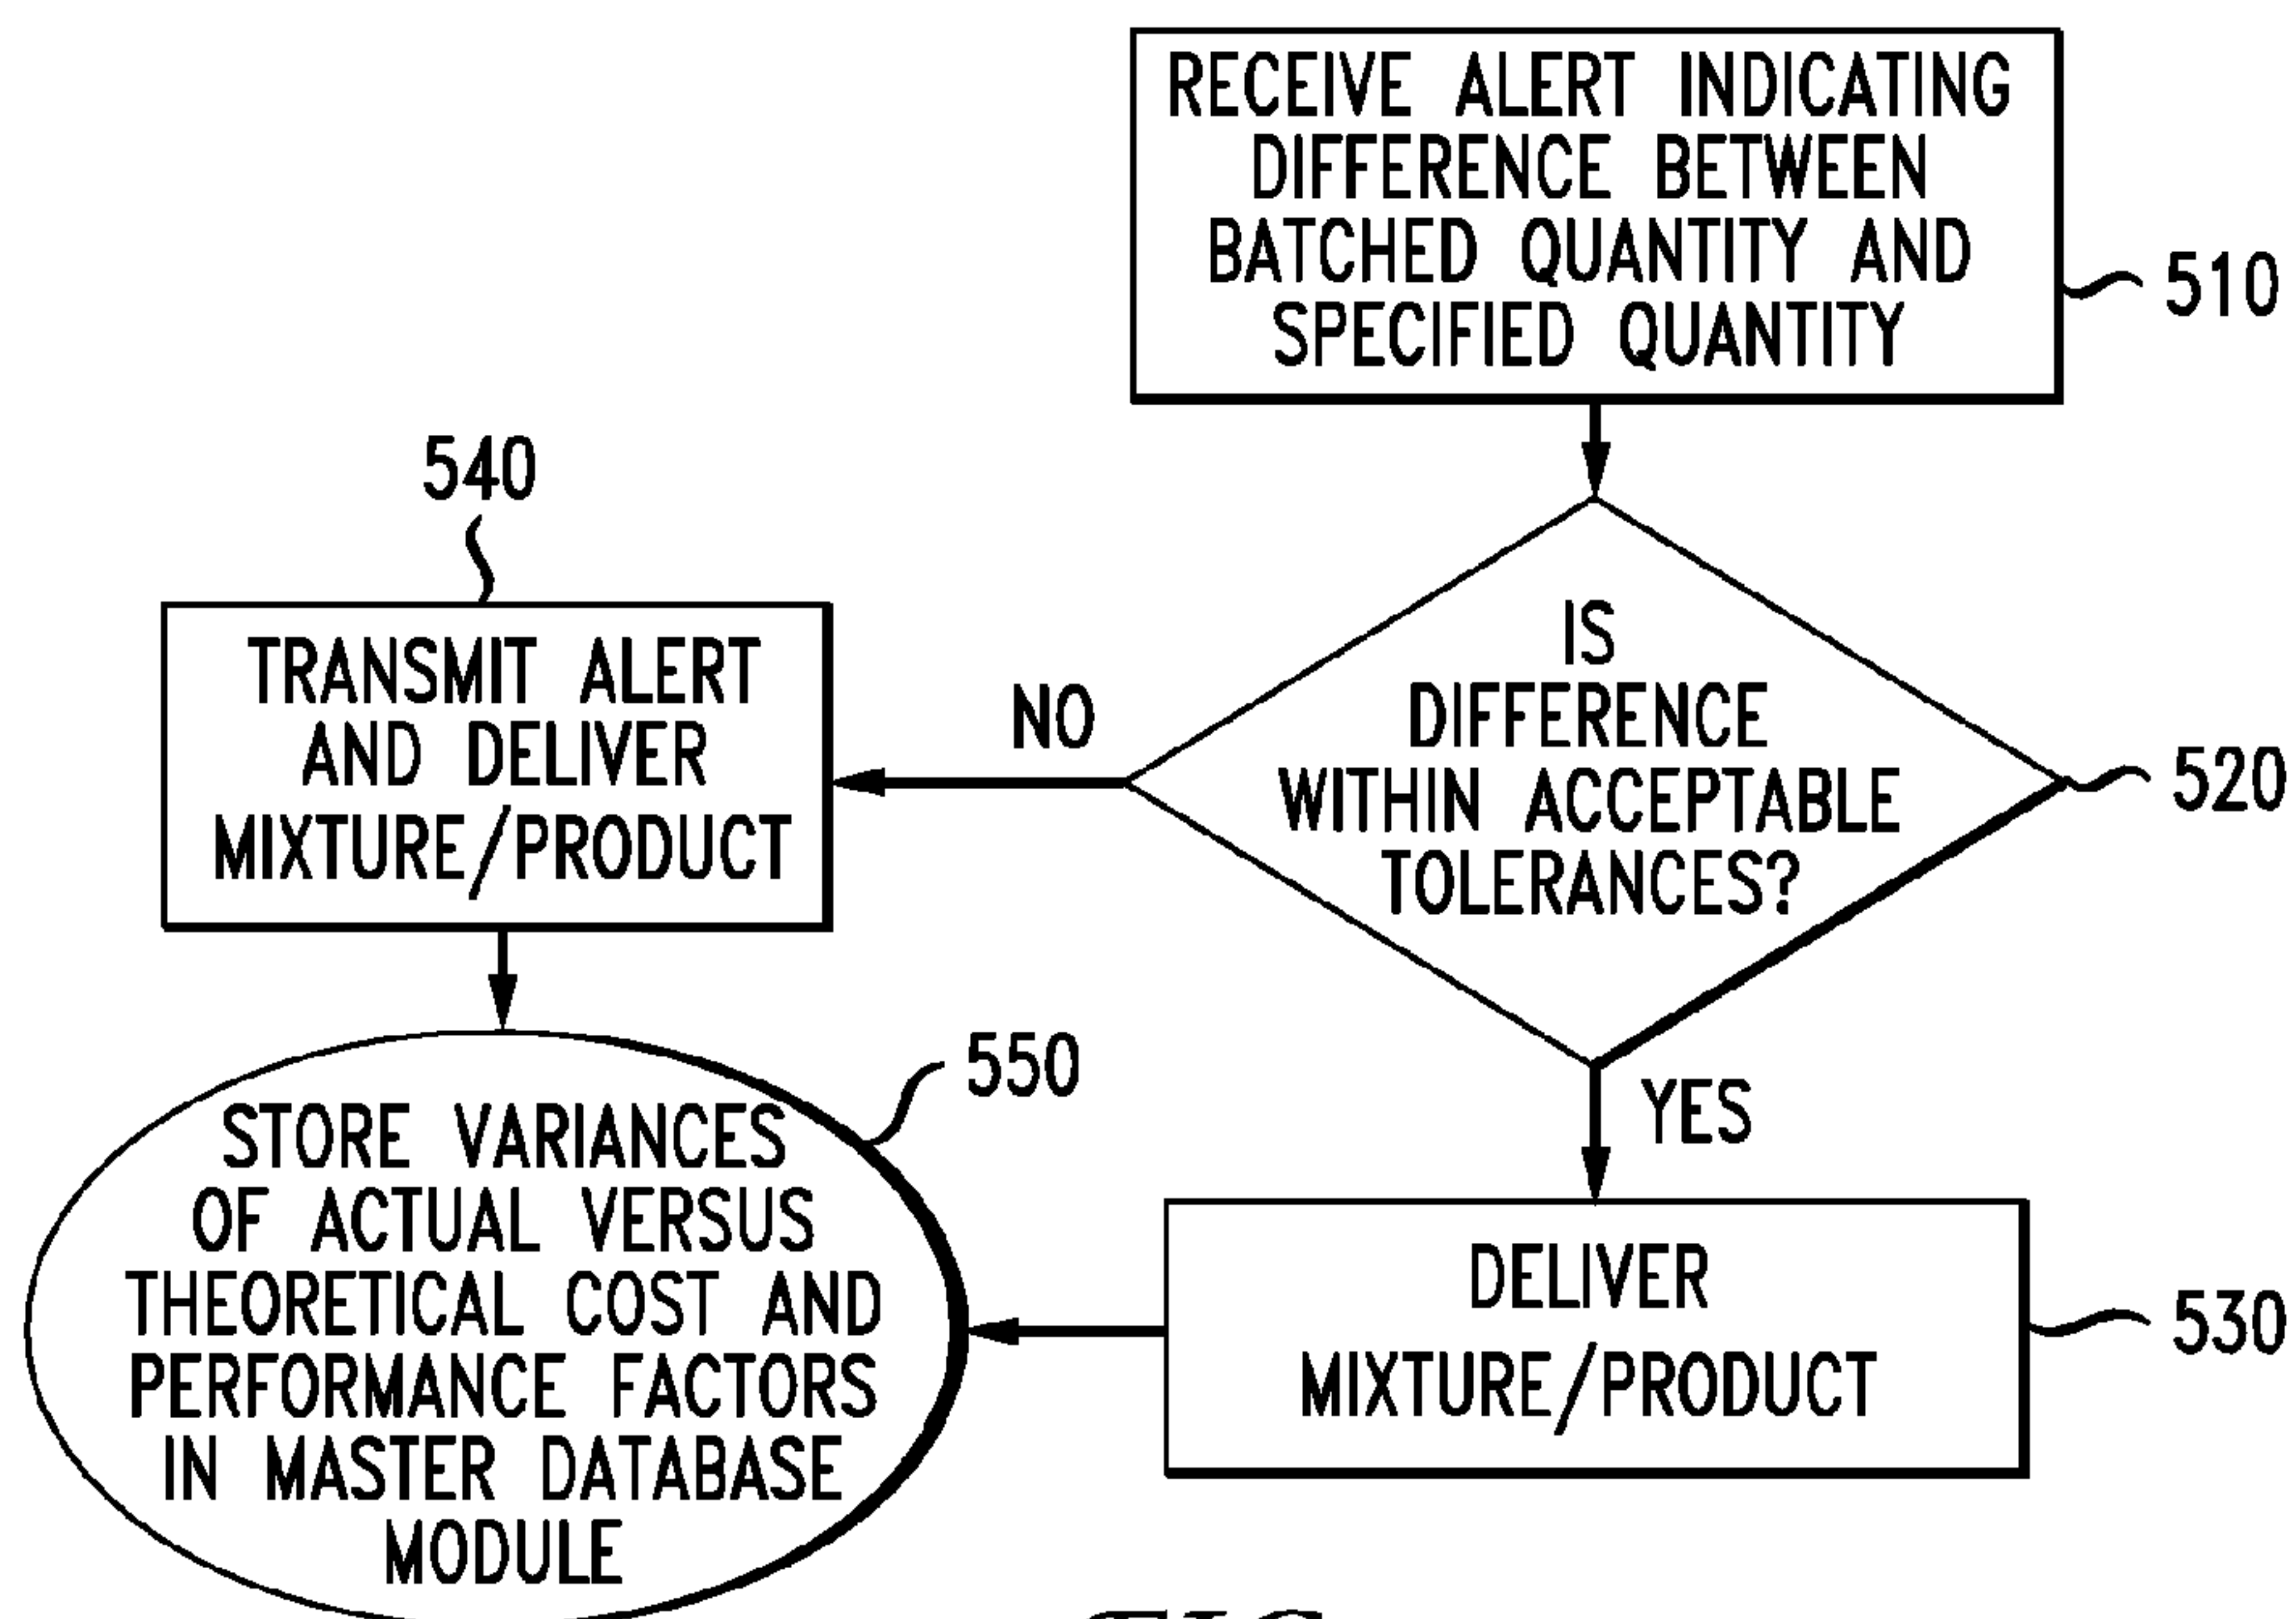 RECEIVE ALERT INDICATING
DIFFERENCE BETWEEN
BATCHED QUANTITY AND
SPECIFIED QUANTITY
510
540
TRANSMIT ALERT
AND DELIVER
MIXTURE/PRODUCT
NO
IS
DIFFERENCE
WITHIN ACCEPTABLE
TOLERANCES?
520
550
YES
STORE VARIANCES
OF ACTUAL VERSUS
THEORETICAL COST AND
PERFORMANCE FACTORS
IN MASTER DATABASE
MODULE
DELIVER
MIXTURE/PRODUCT
530